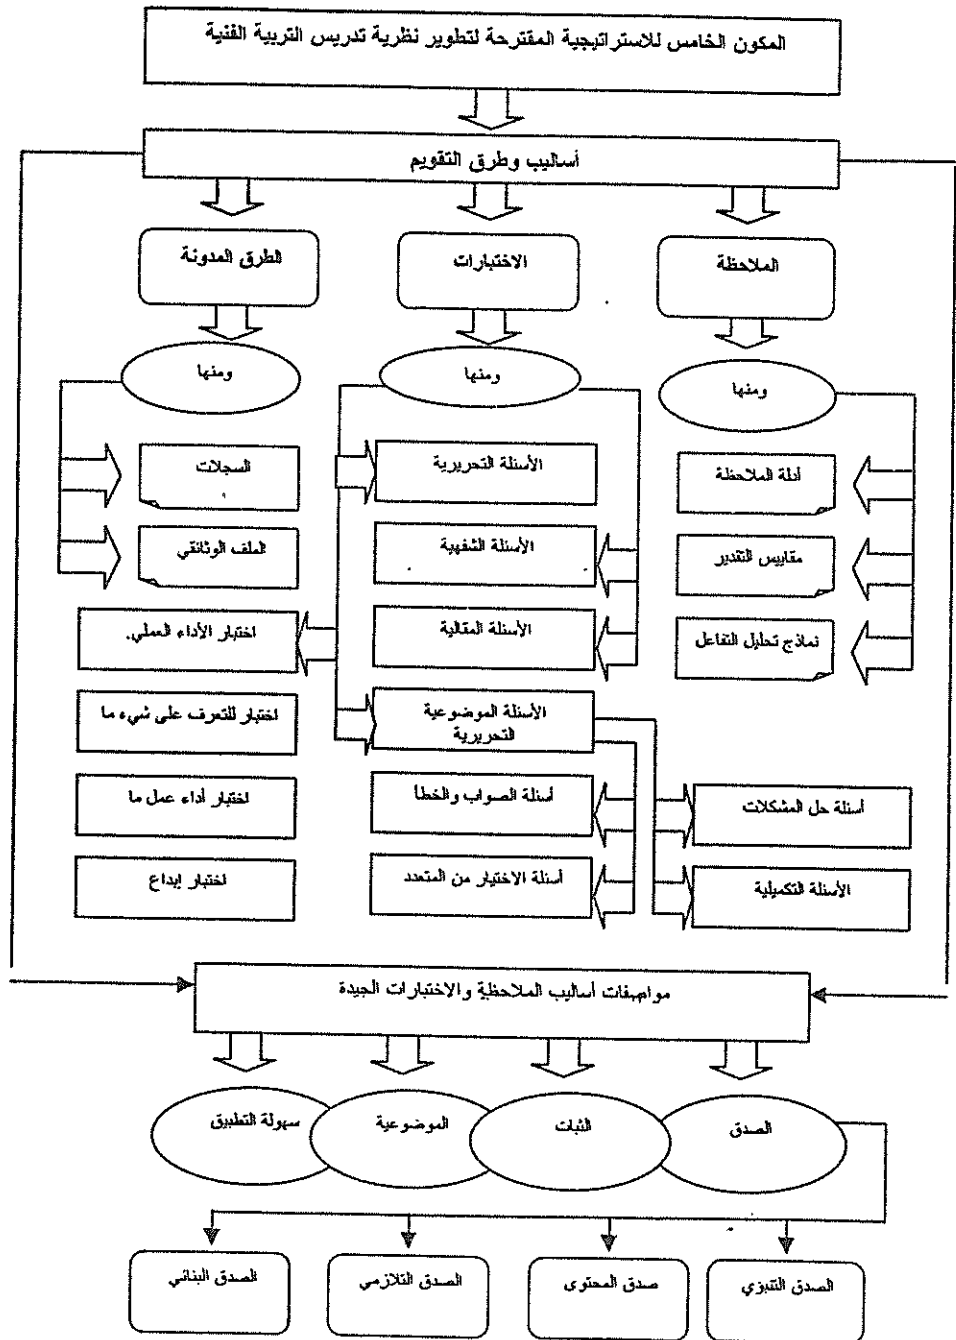 المكون الخامس للاستراتيجية المقترحة لتطوير نظرية تدريس التربية الفنية
أساليب وطرق التقويم
الملاحظة
الاختبارات
الطرق المدونة
ومنها
ومنها
ومنها
أدلة الملاحظة
الأسئلة التحريرية
السجلات
مقاييس التقدير
الأسئلة الشفهية
الملف الوثائقي
نماذج تحليل التفاعل
الأسئلة المقالية
اختبار الأداء العملي.
الأسئلة الموضوعية
التحريرية
اختبار للتعرف على شيء ما
أسئلة حل المشكلات
أسئلة الصواب والخطأ
اختبار أداء عمل ما
الأسئلة التكميلية
أسئلة الاختيار من المتعدد
اختبار إبداع
مواصفات أساليب الملاحظة والاختبارات الجيدة
الصدق
الثبات
الموضوعية
سهولة التطبيق
الصدق التنبزي
صدق المحتوى
الصدق التلازمي
الصدق البنائي